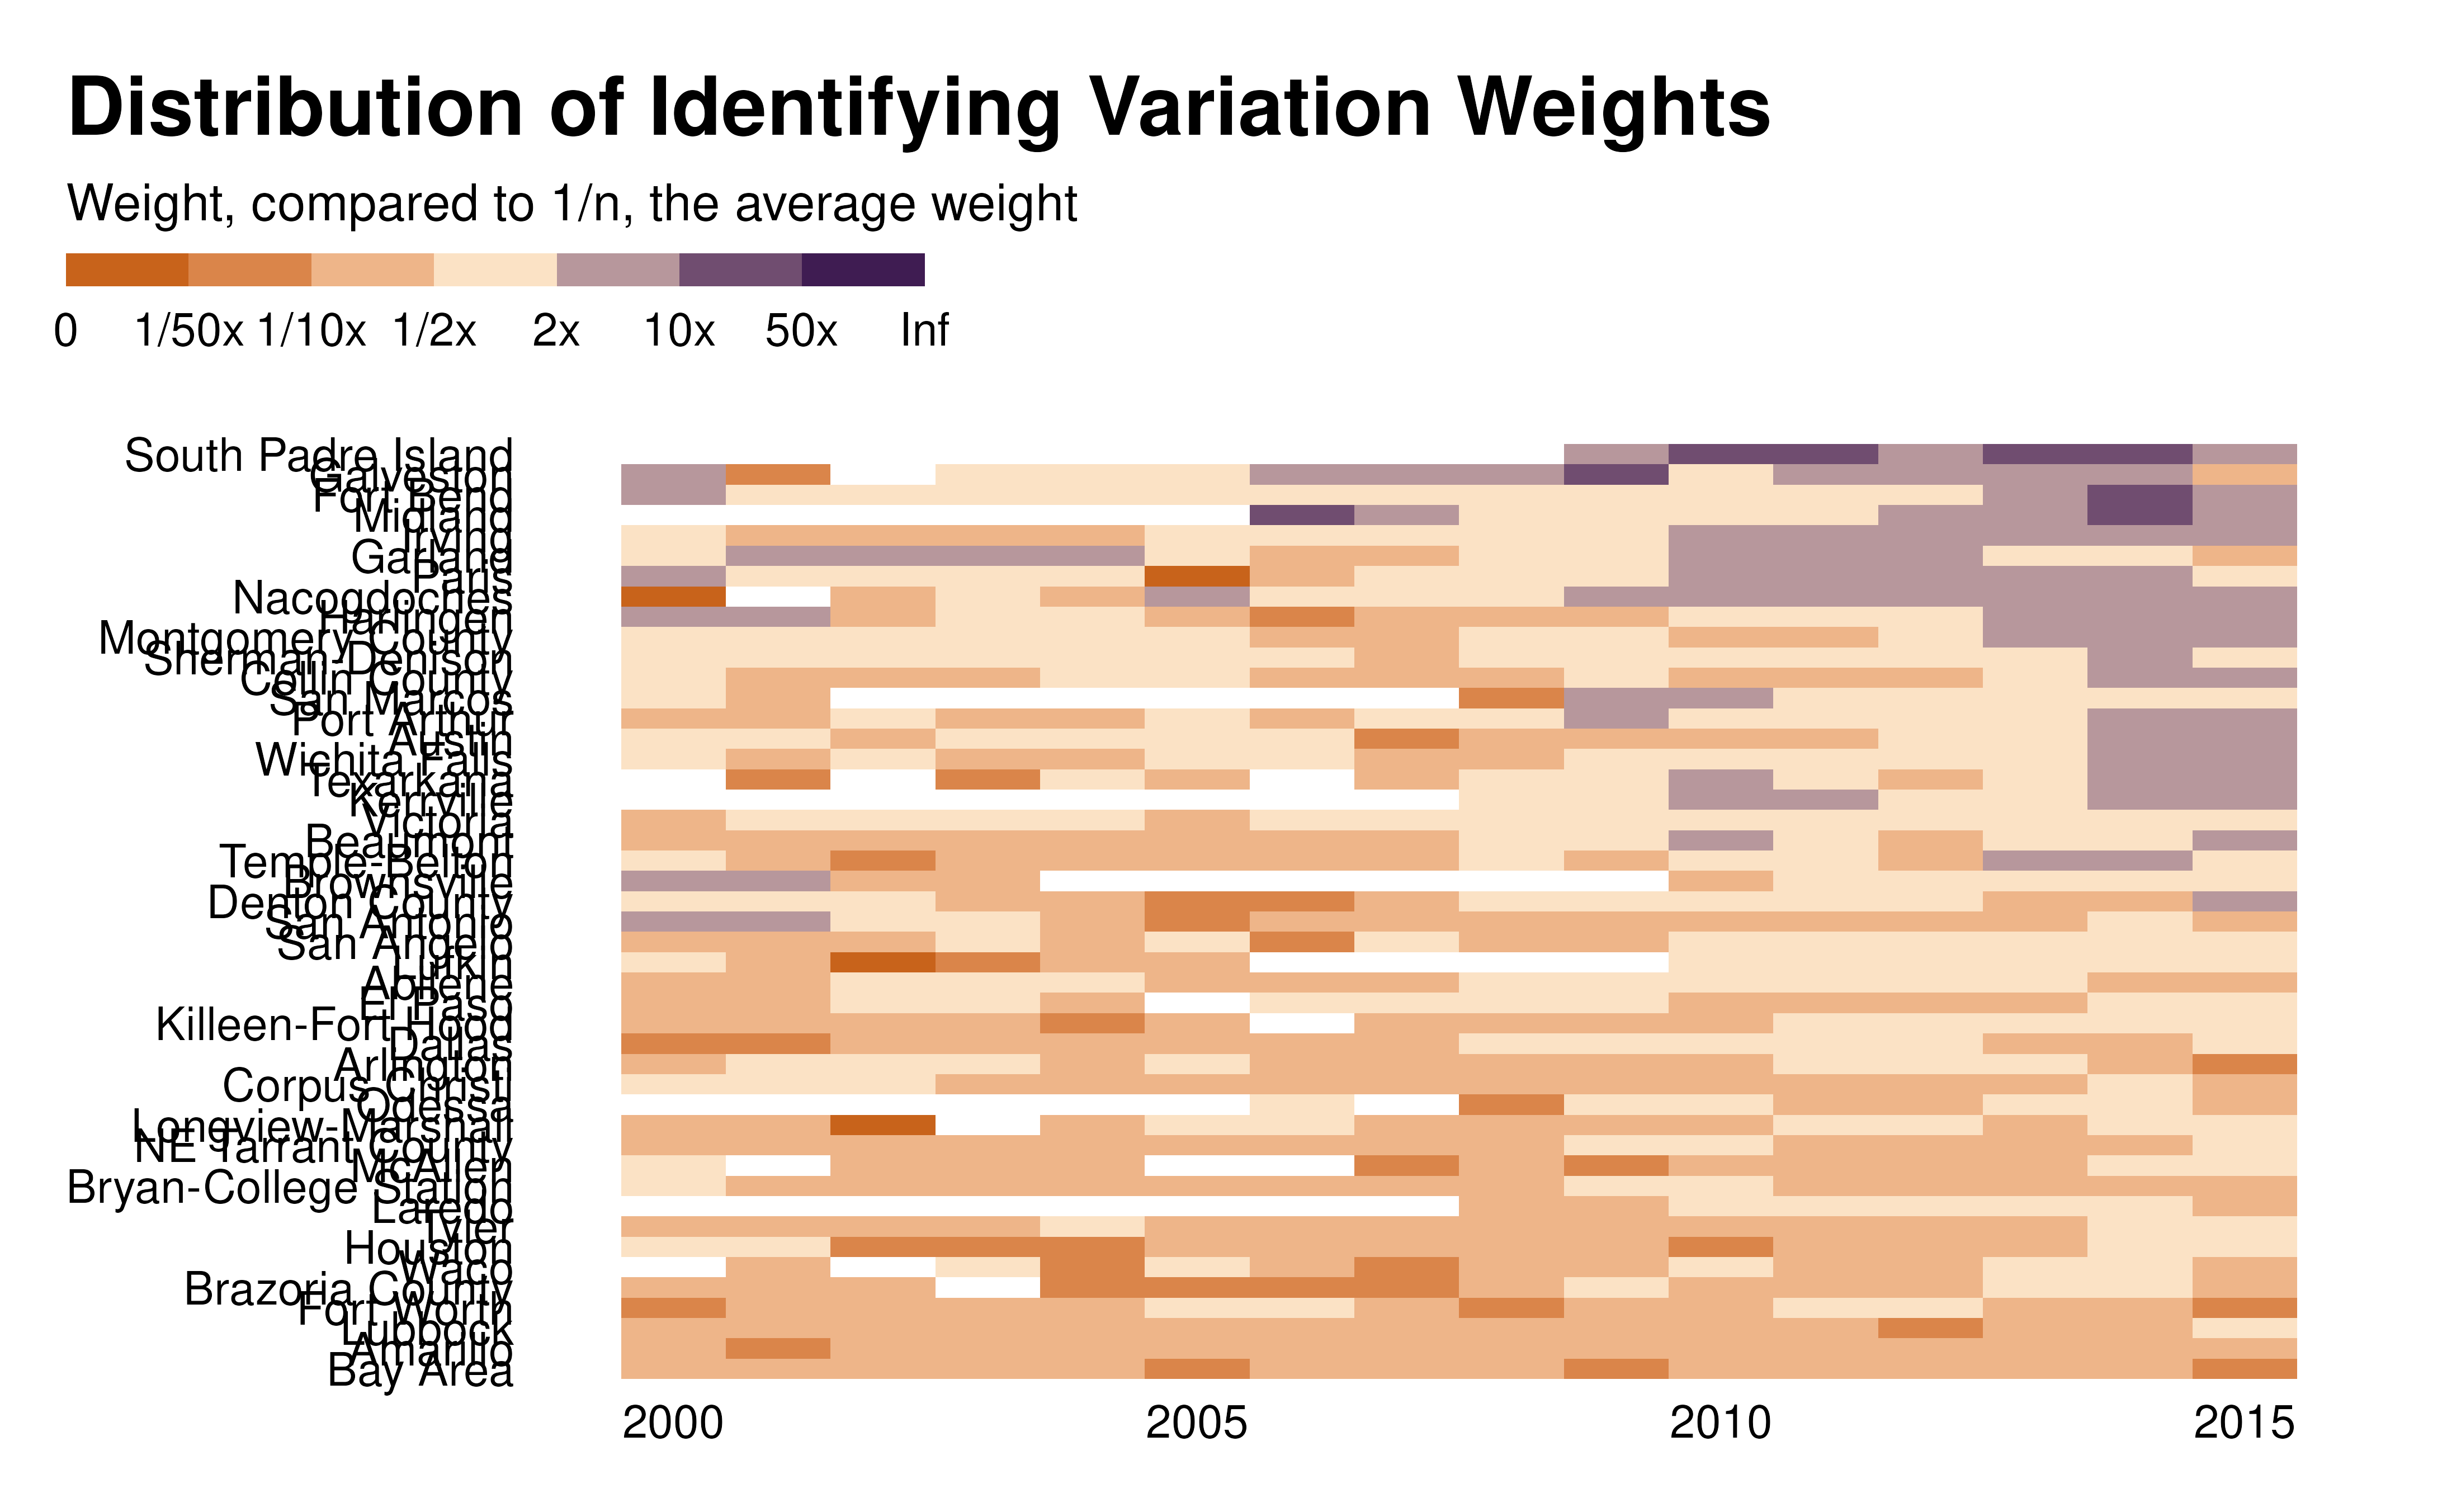 Distribution of Identifying Variation Weights
Weight, compared to 1/n, the average weight
0 1/50x 1/10x 1/2x 2x 10x 50x Inf
South Padre Island
Galveston
Fort Bend
Midland
Irving
Garland
Paris
Nacogdoches
Harlingen
Montgomery County
Sherman-Denison
Collin County
San Marcos
Port Arthur
Austin
Wichita Falls
Texarkana
Kerrville
Victoria
Beaumont
Temple-Belton
Brownsville
Denton County
San Antonio
San Angelo
Lufkin
Abilene
El Paso
Killeen-Fort Hood
Dallas
Arlington
Corpus Christi
Odessa
Longview-Marshall
NE Tarrant County
McAllen
Bryan-College Station
Laredo
Tyler
Houston
Waco
Brazoria County
Fort Worth
Lubbock
Amarillo
Bay Area
2000 2005 2010 2015